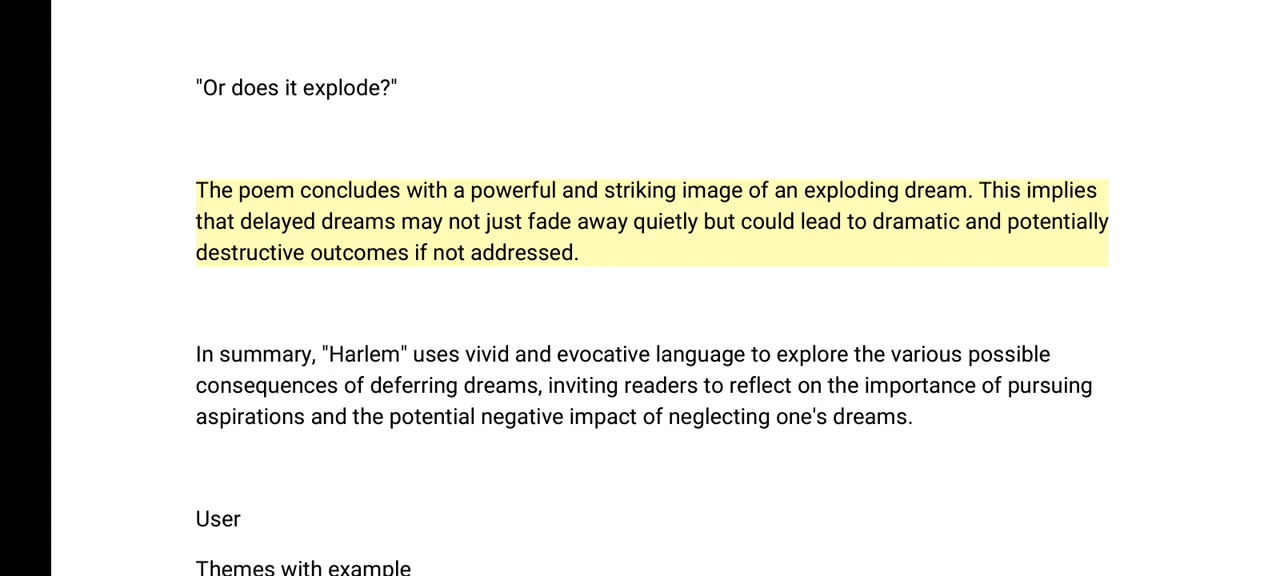 "Or does it explode?"
The poem concludes with a powerful and striking image of an exploding dream. This implies
that delayed dreams may not just fade away quietly but could lead to dramatic and potentially
destructive outcomes if not addressed.
In summary, "Harlem" uses vivid and evocative language to explore the various possible
consequences of deferring dreams, inviting readers to reflect on the importance of pursuing
aspirations and the potential negative impact of neglecting one's dreams.
User
Themes with example